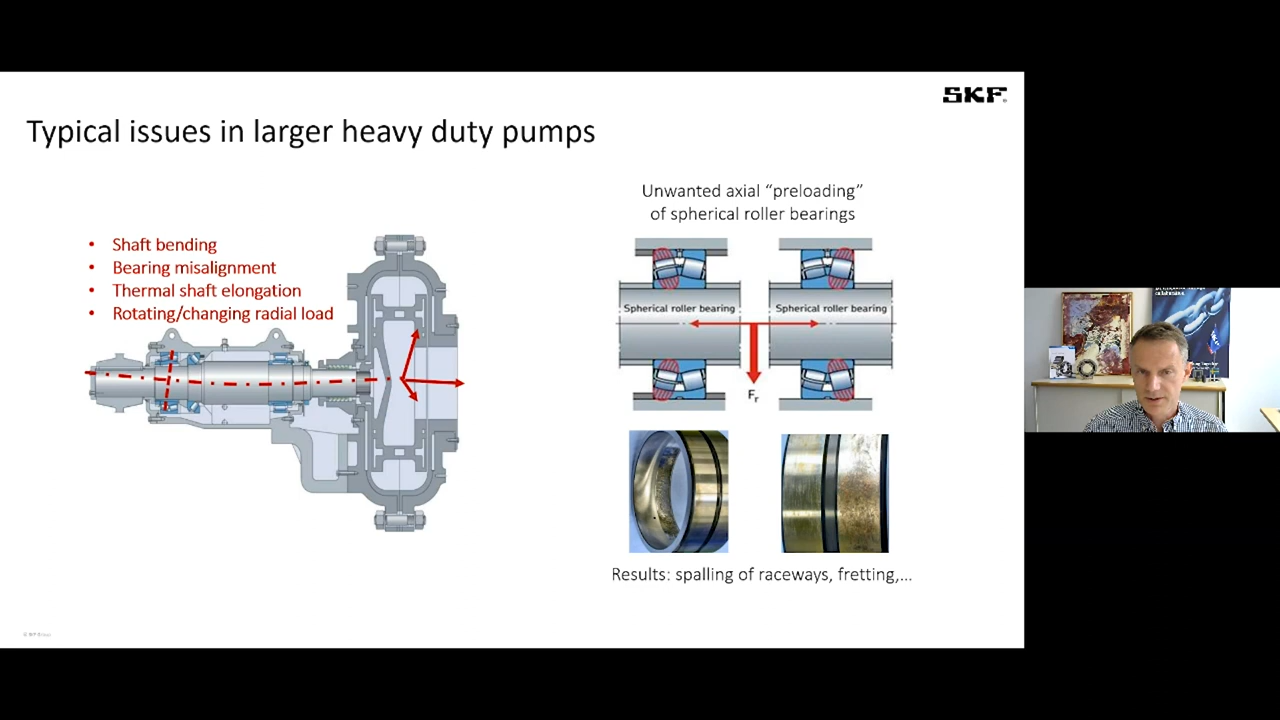 SKF
Typical issues in larger heavy duty pumps
Unwanted axial “preloading”
of spherical roller bearings
• Shaft bending
• Bearing misalignment
• Thermal shaft elongation
• Rotating/changing radial load
Spherical roller bearing
Spherical roller bearing
Fr
Results: spalling of raceways, fretting,...
© SKF Group